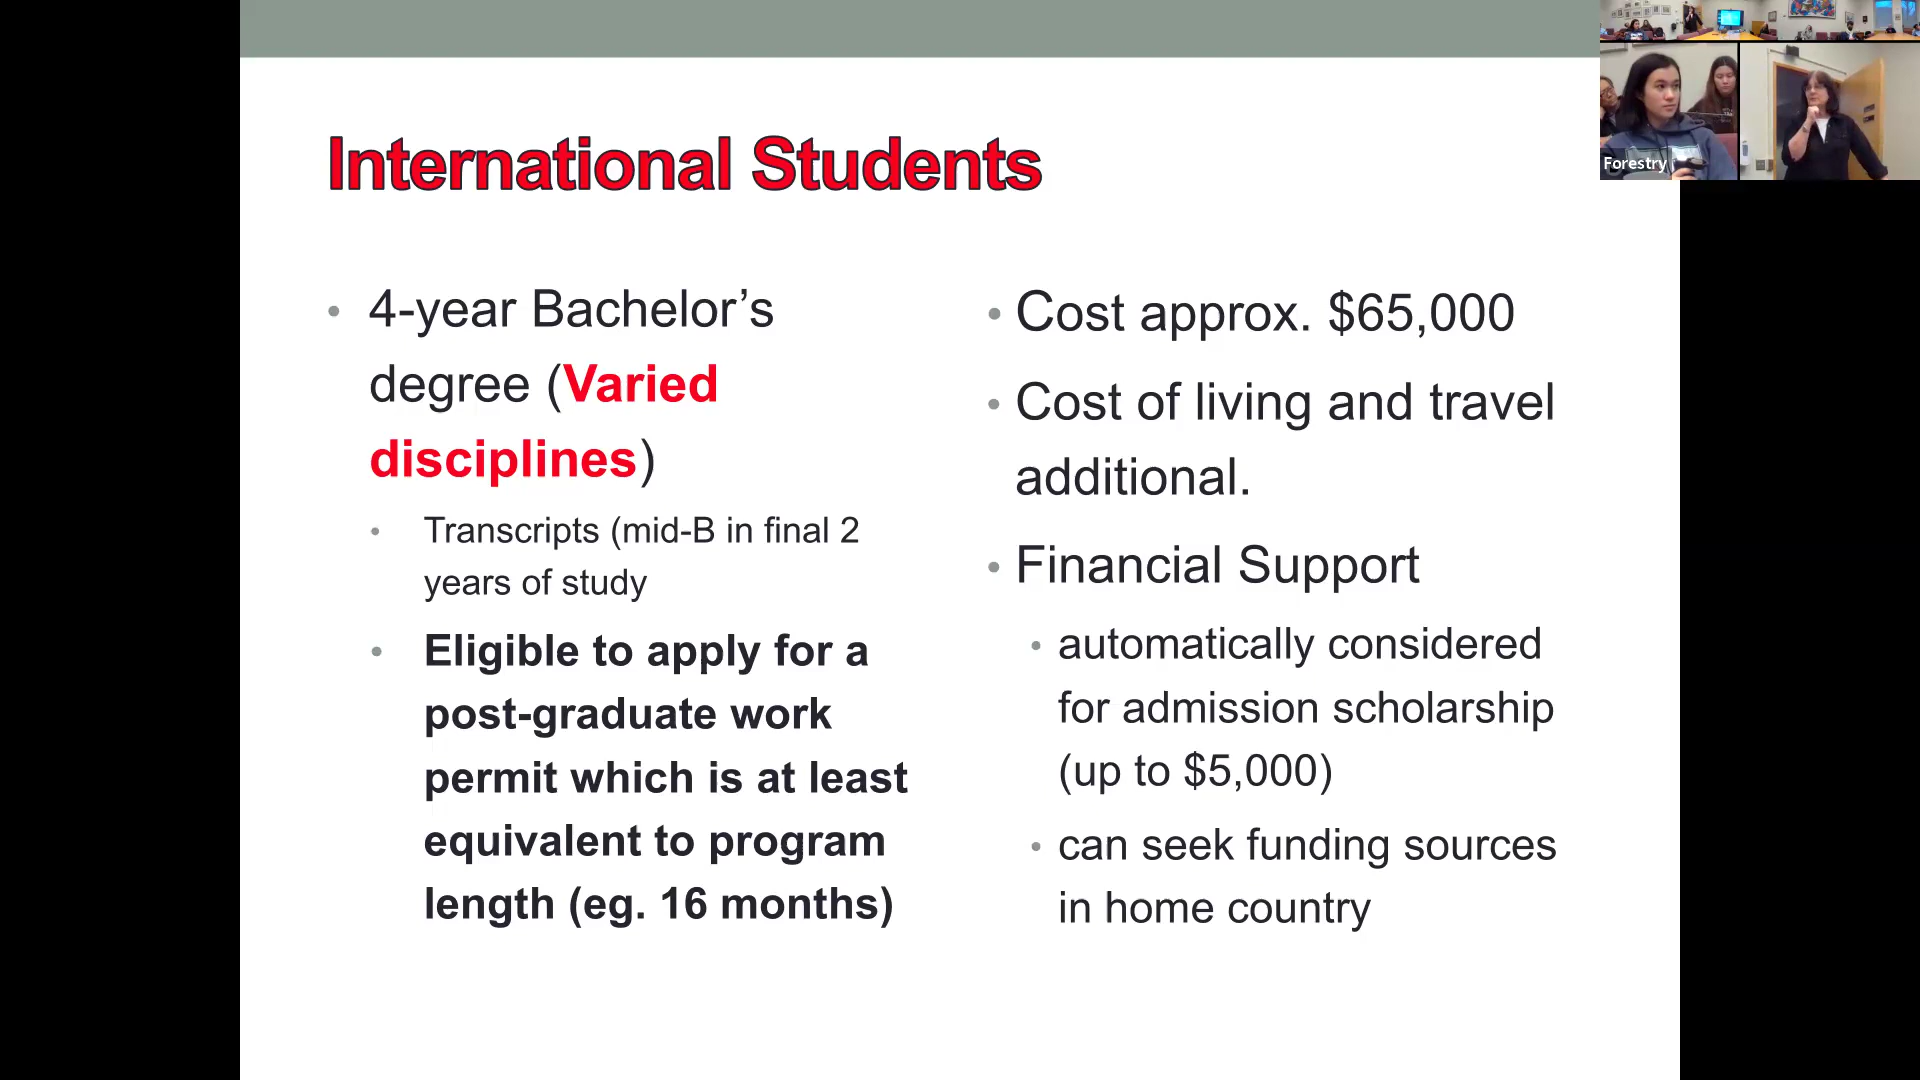 International Students
4-year Bachelor’s
degree (Varied
disciplines)
Transcripts (mid-B in final 2
years of study
Eligible to apply for a
post-graduate work
permit which is at least
equivalent to program
length (eg. 16 months)
Cost approx. $65,000
Cost of living and travel
additional.
Financial Support
automatically considered
for admission scholarship
(up to $5,000)
can seek funding sources
in home country
Forestry